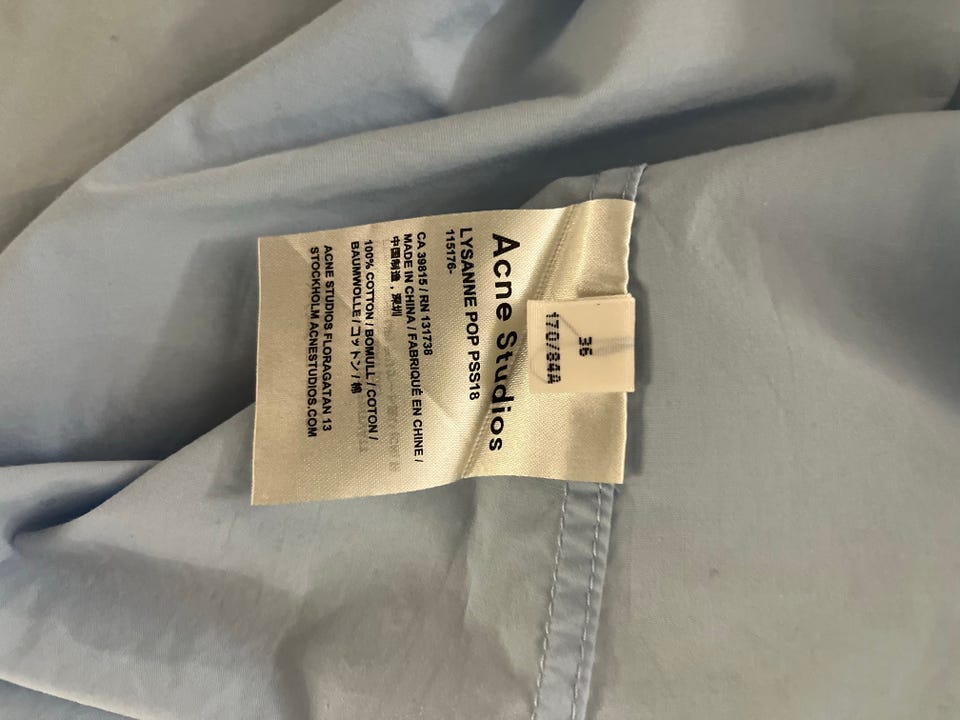 36
170/84A
Acne Studios
LYSANNE POP PSS18
115176-
CA 39815 / RN 131738
MADE IN CHINA / FABRIQUÉ EN CHINE /
中国制造，深圳
100% COTTON / BOMULL / COTON /
BAUMWOLLE / コットン / 棉
ACNE STUDIOS FLORAGATAN 13
STOCKHOLM ACNESTUDIOS.COM